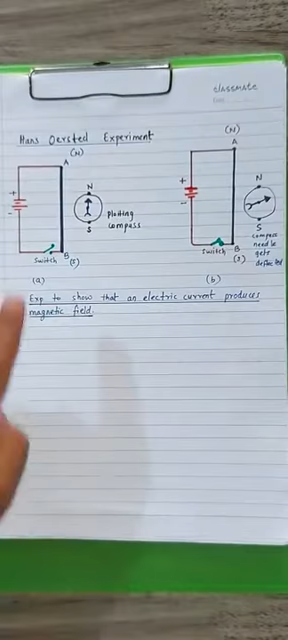 classmate
Hans Oersted Experiment
(N)
A
(N)
A
+
-
N
S
Plotting
compass
Switch
B
(S)
(a)
+
-
N
S
compass
needle
gets
deflected
Switch
B
(S)
(b)
Exp to show that an electric current produces
magnetic field.